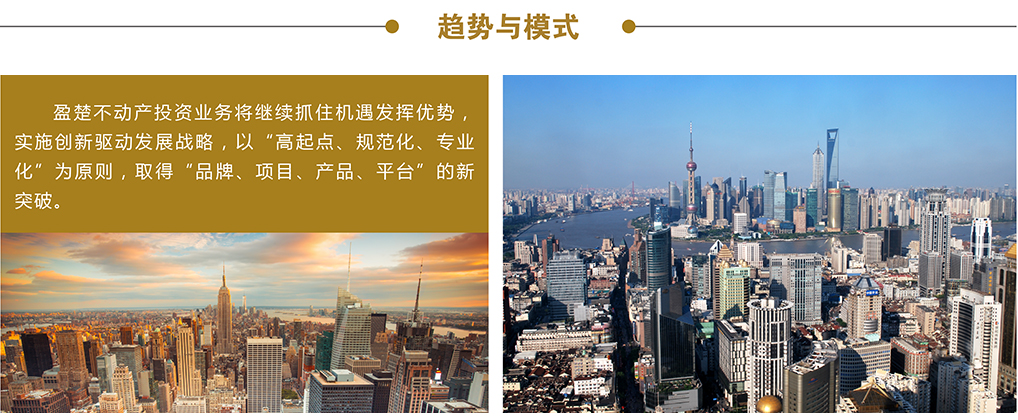 趋势与模式
盈楚不动产投资业务将继续抓住机遇发挥优势，
实施创新驱动发展战略，以“高起点、规范化、专业
化”为原则，取得“品牌、项目、产品、平台”的新
突破。